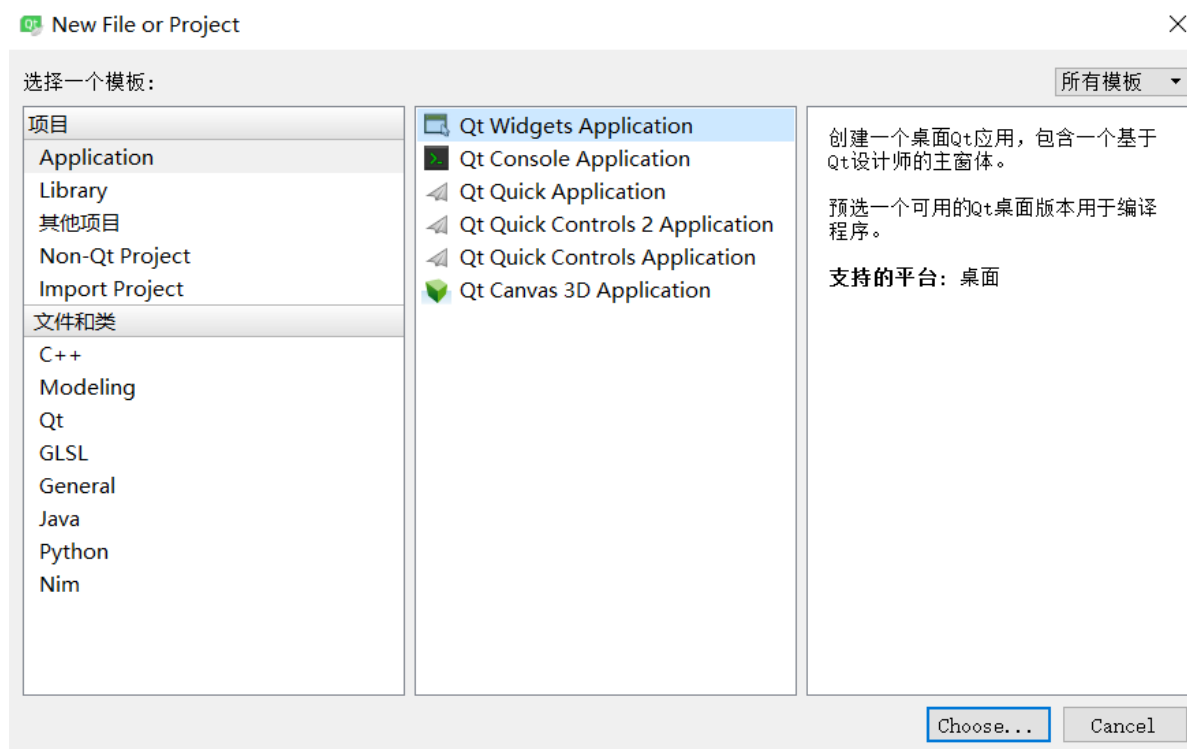 New File or Project
选择一个模板:
所有模板
项目
Application
Library
其他项目
Non-Qt Project
Import Project
文件和类
C++
Modeling
Qt
GLSL
General
Java
Python
Nim
Qt Widgets Application
Qt Console Application
Qt Quick Application
Qt Quick Controls 2 Application
Qt Quick Controls Application
Qt Canvas 3D Application
创建一个桌面Qt应用，包含一个基于
Qt设计师的主窗体。
预选一个可用的Qt桌面版本用于编译
程序。
支持的平台: 桌面
Choose...
Cancel